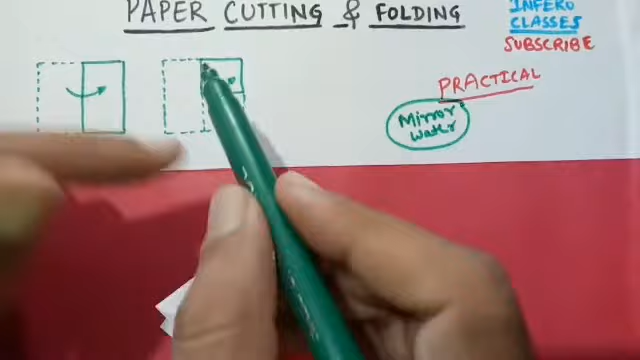 PAPER CUTTING & FOLDING
INFERO
CLASSES
SUBSCRIBE
PRACTICAL
Mirror
Water